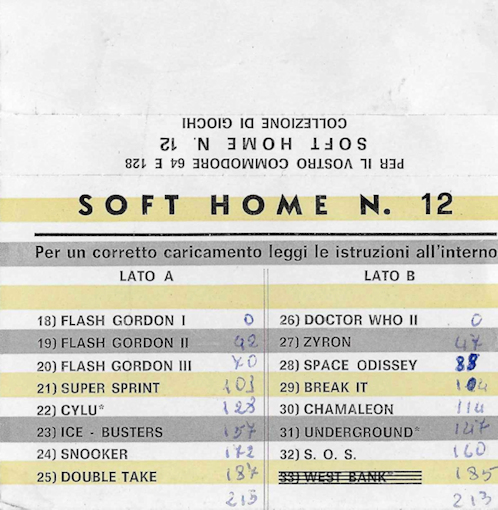 COLLEZIONE DI GIOCHI
SOFT HOME N. 12
PER IL VOSTRO COMMODORE 64 E 128
SOFT HOME N. 12
Per un corretto caricamento leggi le istruzioni all'interno
LATO A
18) FLASH GORDON I 0
19) FLASH GORDON II 42
20) FLASH GORDON III 70
21) SUPER SPRINT 101
22) CYLU* 128
23) ICE - BUSTERS 157
24) SNOOKER 172
25) DOUBLE TAKE 187
213
LATO B
26) DOCTOR WHO II 0
27) ZYRON 47
28) SPACE ODISSEY 88
29) BREAK IT 104
30) CHAMALEON 114
31) UNDERGROUND* 147
32) S. O. S. 160
33) WEST BANK* 185
213